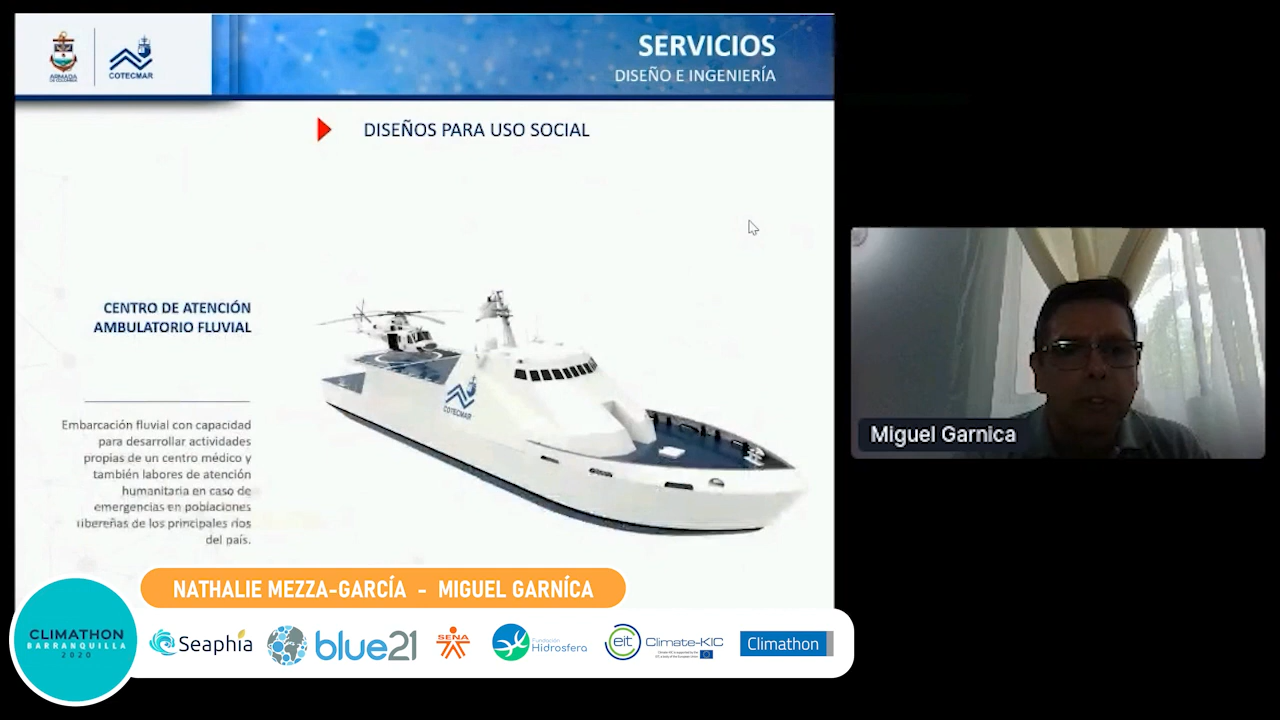 ARMADA
DE COLOMBIA
COTECMAR
SERVICIOS
DISEÑO E INGENIERÍA
DISEÑOS PARA USO SOCIAL
CENTRO DE ATENCIÓN
AMBULATORIO FLUVIAL
Embarcación fluvial con capacidad
para desarrollar actividades
propias de un centro médico y
también labores de atención
humanitaria en caso de
emergencias en poblaciones
ribereñas de los principales ríos
del país.
COTECMAR
Miguel Garnica
NATHALIE MEZZA-GARCÍA - MIGUEL GARNÍCA
CLIMATHON
BARRANQUILLA
2020
Seaphia
blue21
SENA
Fundación
Hidrosfera
eit
Climate-KIC
Climathon